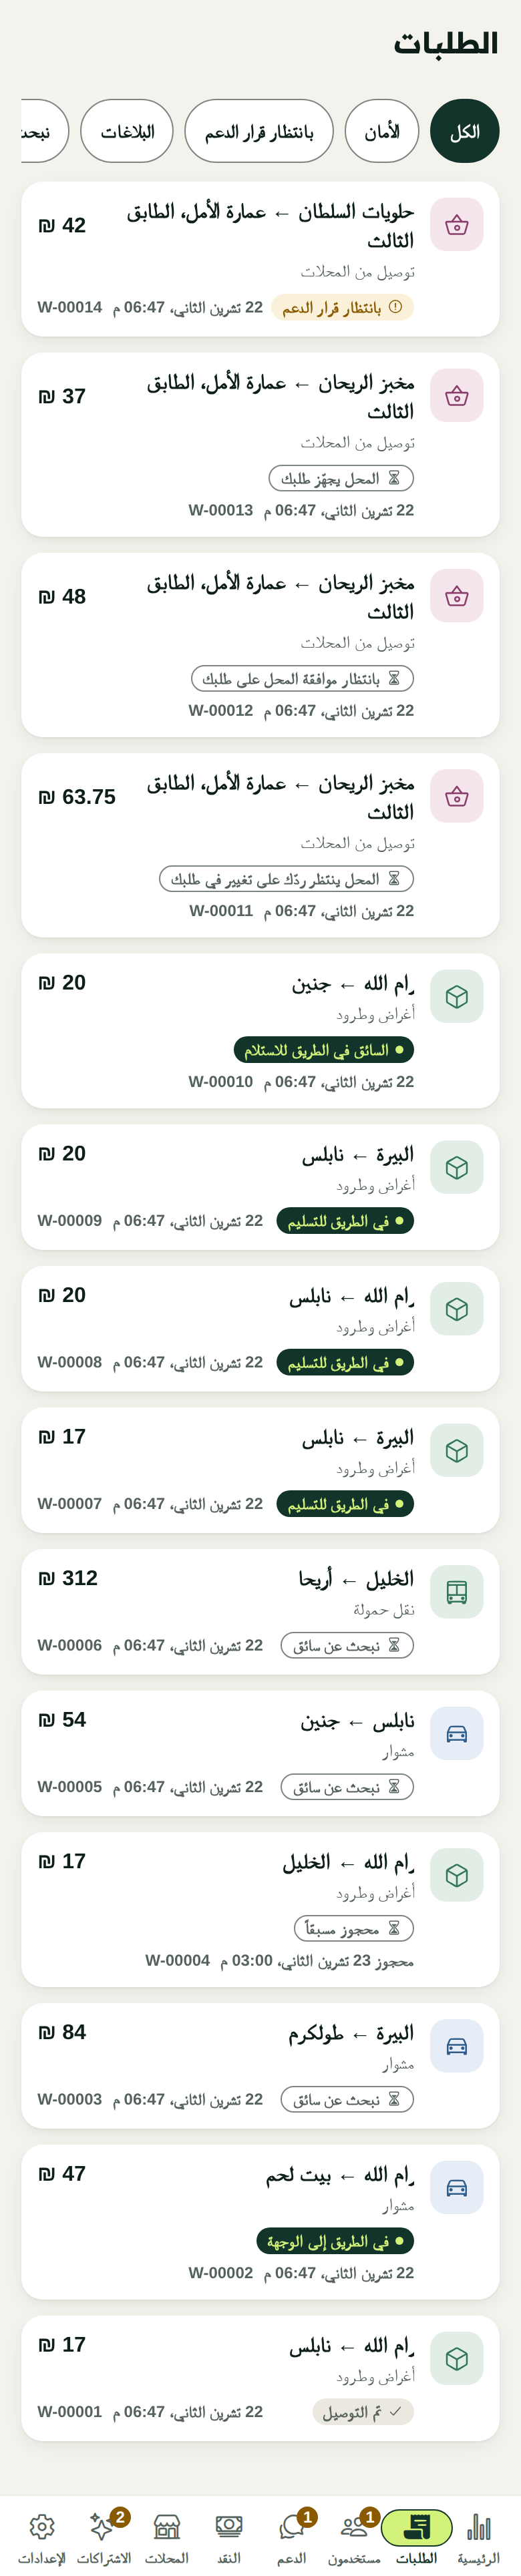 الطلبات
الكل
الأمان
بانتظار قرار الدعم
البلاغات
نبحث
حلويات السلطان ← عمارة الأمل، الطابق الثالث
₪ 42
توصيل من المحلات
بانتظار قرار الدعم
22 تشرين الثاني، 06:47 م W-00014
مخبز الريحان ← عمارة الأمل، الطابق الثالث
₪ 37
توصيل من المحلات
المحل يجهّز طلبك
22 تشرين الثاني، 06:47 م W-00013
مخبز الريحان ← عمارة الأمل، الطابق الثالث
₪ 48
توصيل من المحلات
بانتظار موافقة المحل على طلبك
22 تشرين الثاني، 06:47 م W-00012
مخبز الريحان ← عمارة الأمل، الطابق الثالث
₪ 63.75
توصيل من المحلات
المحل ينتظر ردّك على تغيير في طلبك
22 تشرين الثاني، 06:47 م W-00011
رام الله ← جنين
₪ 20
أغراض وطرود
السائق في الطريق للاستلام
22 تشرين الثاني، 06:47 م W-00010
البيرة ← نابلس
₪ 20
أغراض وطرود
في الطريق للتسليم
22 تشرين الثاني، 06:47 م W-00009
رام الله ← نابلس
₪ 20
أغراض وطرود
في الطريق للتسليم
22 تشرين الثاني، 06:47 م W-00008
البيرة ← نابلس
₪ 17
أغراض وطرود
في الطريق للتسليم
22 تشرين الثاني، 06:47 م W-00007
الخليل ← أريحا
₪ 312
نقل حمولة
نبحث عن سائق
22 تشرين الثاني، 06:47 م W-00006
نابلس ← جنين
₪ 54
مشوار
نبحث عن سائق
22 تشرين الثاني، 06:47 م W-00005
رام الله ← الخليل
₪ 17
أغراض وطرود
محجوز مسبقاً
محجوز 23 تشرين الثاني، 03:00 م W-00004
البيرة ← طولكرم
₪ 84
مشوار
نبحث عن سائق
22 تشرين الثاني، 06:47 م W-00003
رام الله ← بيت لحم
₪ 47
مشوار
في الطريق إلى الوجهة
22 تشرين الثاني، 06:47 م W-00002
رام الله ← نابلس
₪ 17
أغراض وطرود
تمّ التوصيل
22 تشرين الثاني، 06:47 م W-00001
الرئيسية
الطلبات
1
مستخدمون
1
الدعم
النقد
المحلات
2
الاشتراكات
الإعدادات